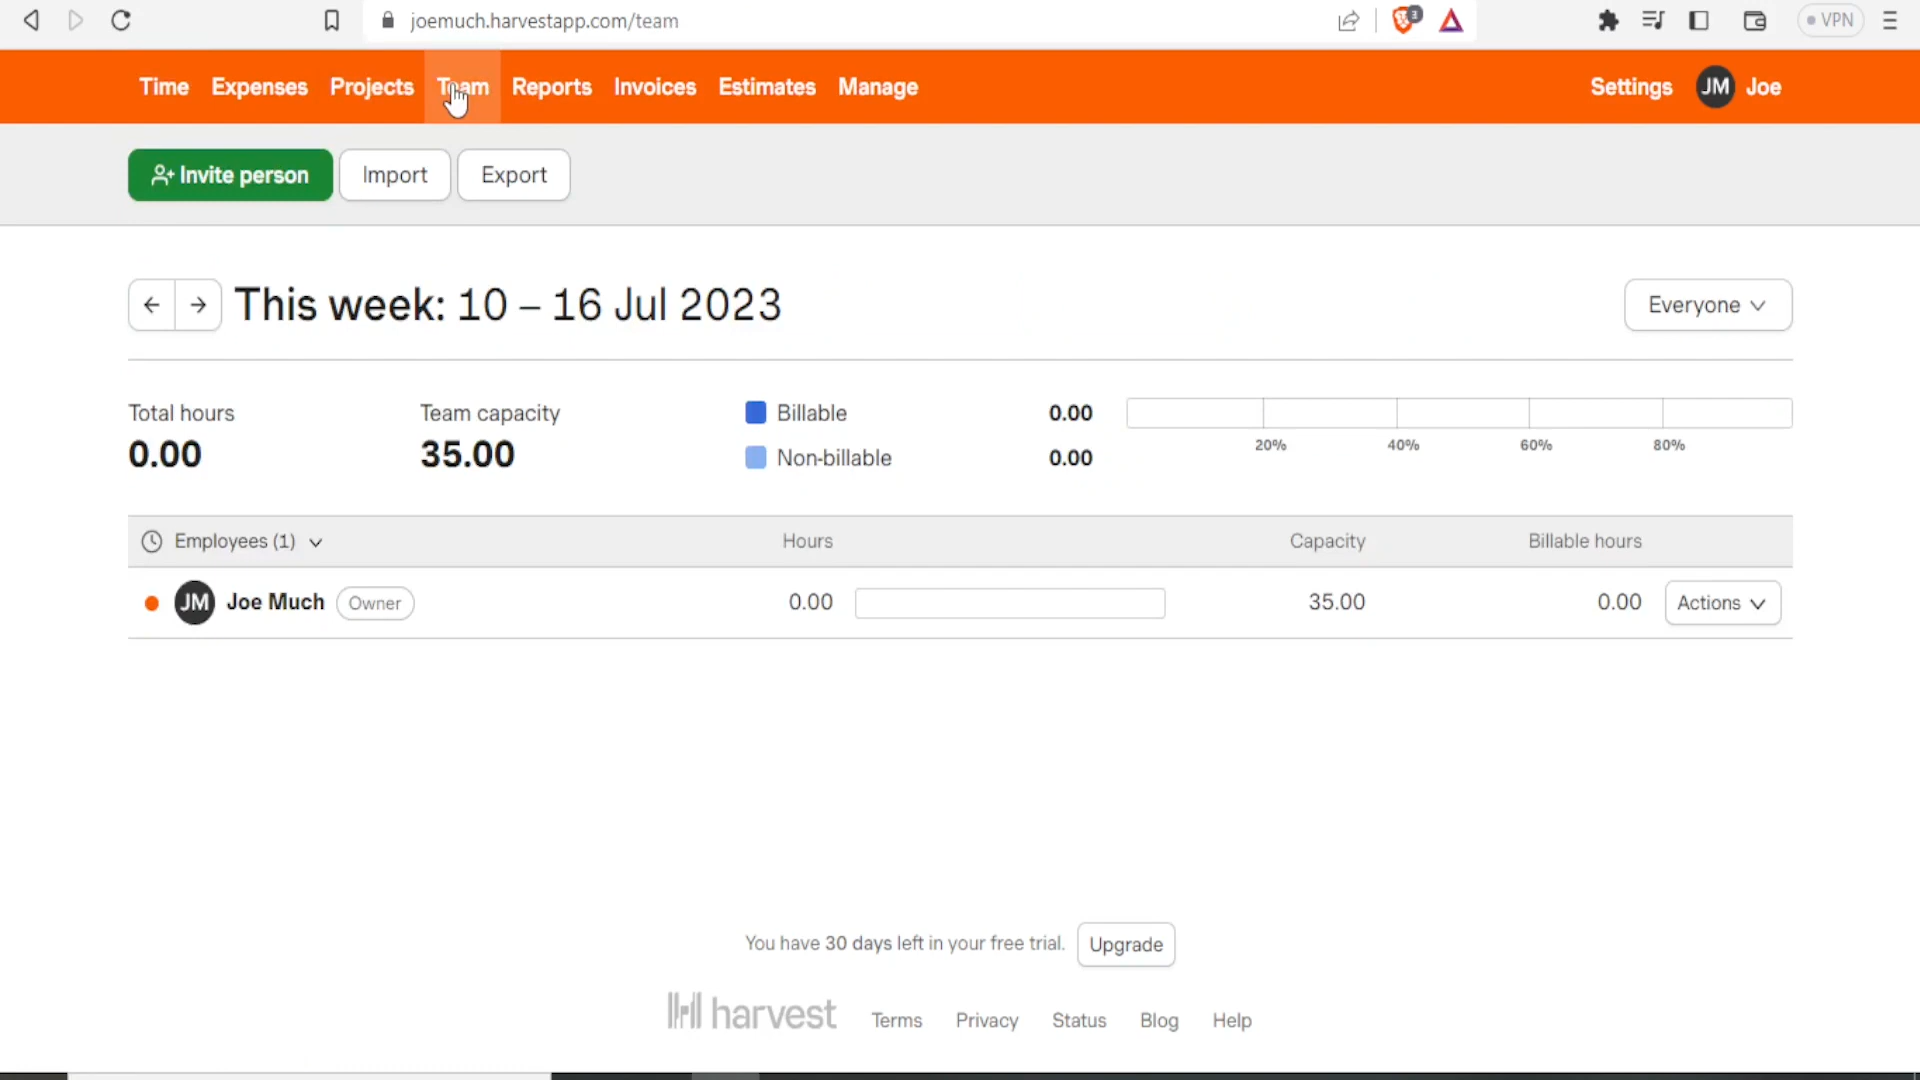 joemuch.harvestapp.com/team
3
VPN
Time Expenses Projects Team Reports Invoices Estimates Manage
Settings JM Joe
Invite person Import Export
This week: 10 – 16 Jul 2023
Everyone
Total hours
0.00
Team capacity
35.00
Billable 0.00
Non-billable 0.00
20% 40% 60% 80%
Employees (1) Hours Capacity Billable hours
JM Joe Much Owner 0.00 35.00 0.00 Actions
You have 30 days left in your free trial. Upgrade
harvest Terms Privacy Status Blog Help